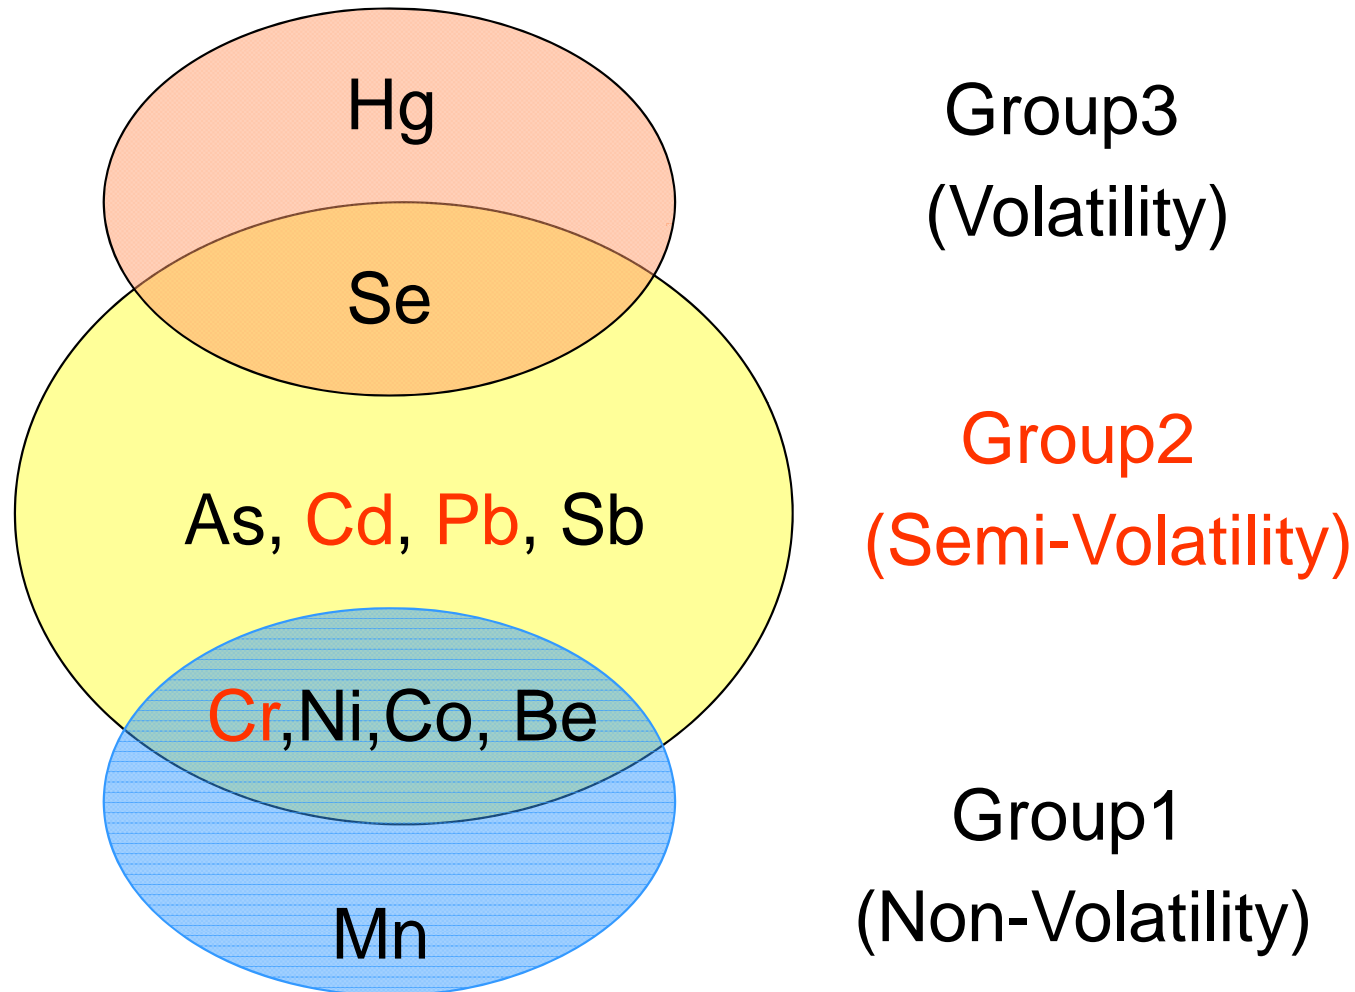 Hg
Group3
(Volatility)
Se
Group2
As, Cd, Pb, Sb
(Semi-Volatility)
Cr,Ni,Co, Be
Group1
Mn
(Non-Volatility)